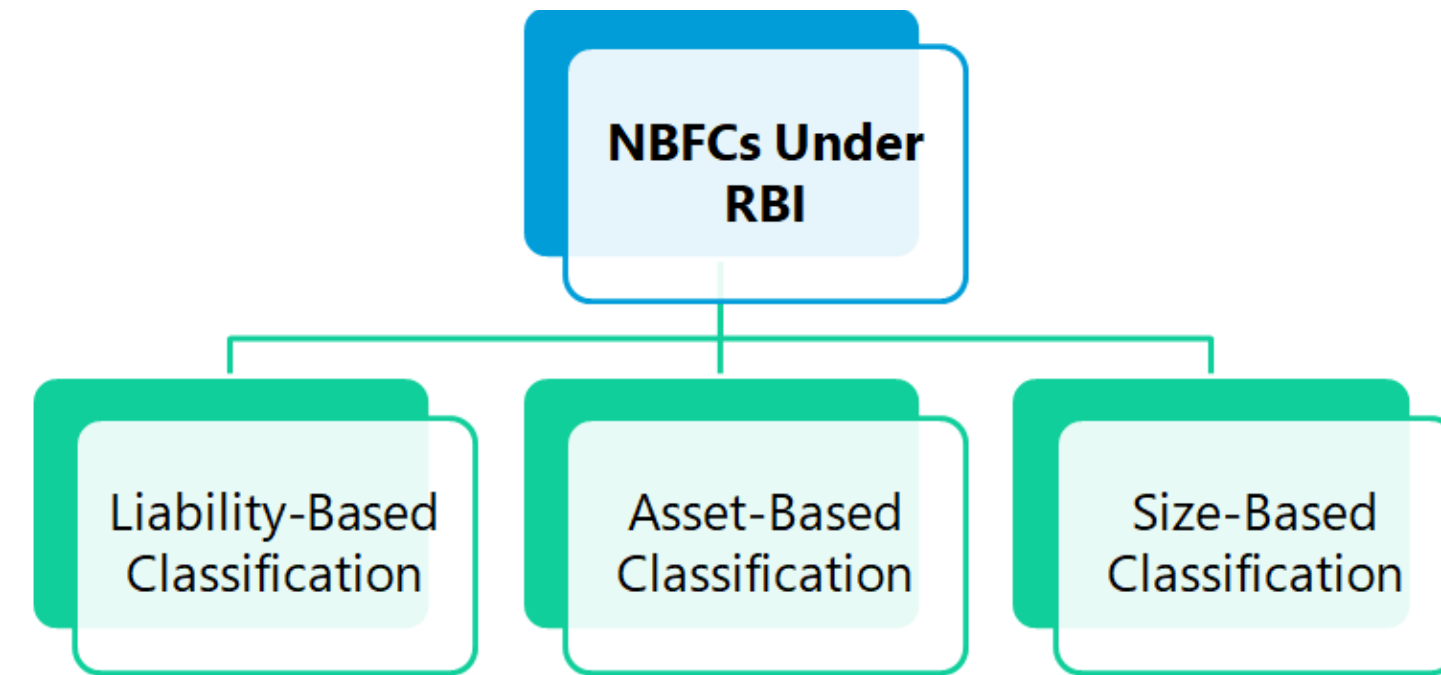 NBFCs Under
RBI
Liability-Based
Classification
Asset-Based
Classification
Size-Based
Classification